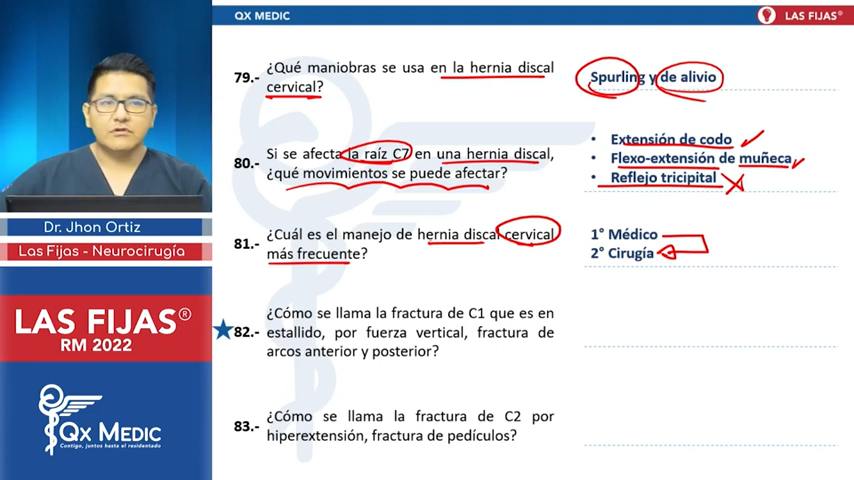 QX MEDIC
LAS FIJAS®
79.-
¿Qué maniobras se usa en la hernia discal
cervical?
Spurling y de alivio
80.-
Si se afecta la raíz C7 en una hernia discal,
¿qué movimientos se puede afectar?
• Extensión de codo
• Flexo-extensión de muñeca
• Reflejo tricipital
81.-
¿Cuál es el manejo de hernia discal cervical
más frecuente?
1° Médico
2° Cirugía
82.-
¿Cómo se llama la fractura de C1 que es en
estallido, por fuerza vertical, fractura de
arcos anterior y posterior?
83.-
¿Cómo se llama la fractura de C2 por
hiperextensión, fractura de pedículos?
Dr. Jhon Ortiz
Las Fijas - Neurocirugía
LAS FIJAS®
RM 2022
QX MEDIC
Contigo, juntos hasta el residentado